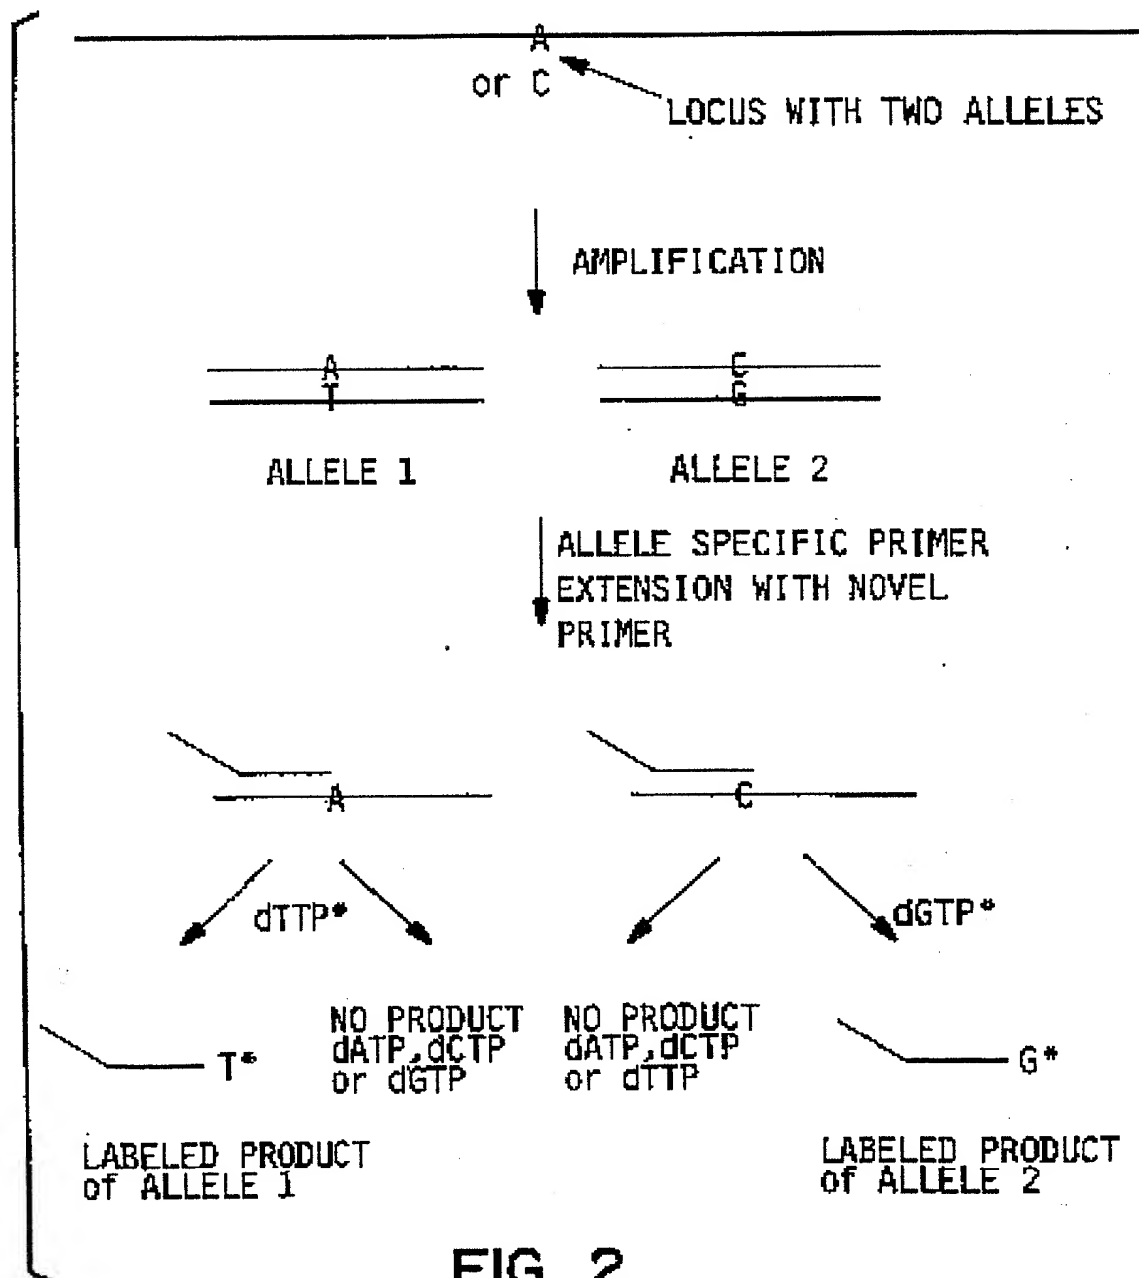 A
or C
LOCUS WITH TWO ALLELES
AMPLIFICATION
A
T
C
G
ALLELE 1
ALLELE 2
ALLELE SPECIFIC PRIMER
EXTENSION WITH NOVEL
PRIMER
A
C
dTTP*
dGTP*
T*
NO PRODUCT
dATP,dCTP
or dGTP
NO PRODUCT
dATP,dCTP
or dTTP
G*
LABELED PRODUCT
of ALLELE 1
LABELED PRODUCT
of ALLELE 2
FIG. 2